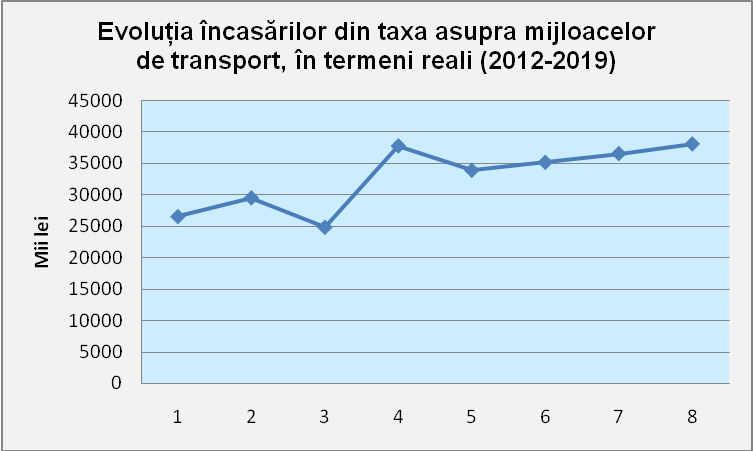 Evoluția încasărilor din taxa asupra mijloacelor
de transport, în termeni reali (2012-2019)
45000
40000
35000
30000
25000
20000
15000
10000
5000
0
Mii lei
1 2 3 4 5 6 7 8